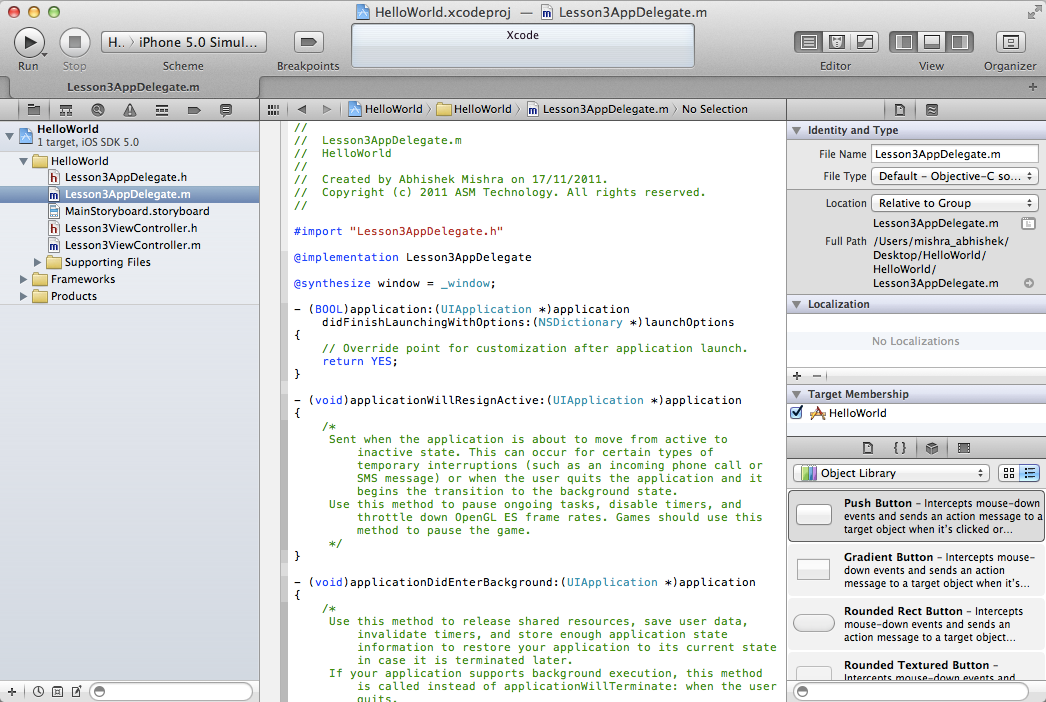 HelloWorld.xcodeproj — Lesson3AppDelegate.m
H.. iPhone 5.0 Simul...
Xcode
Run Stop Scheme Breakpoints Editor View Organizer
Lesson3AppDelegate.m
HelloWorld HelloWorld Lesson3AppDelegate.m No Selection
HelloWorld
1 target, iOS SDK 5.0
HelloWorld
Lesson3AppDelegate.h
Lesson3AppDelegate.m
MainStoryboard.storyboard
Lesson3ViewController.h
Lesson3ViewController.m
Supporting Files
Frameworks
Products
//
//  Lesson3AppDelegate.m
//  HelloWorld
//
//  Created by Abhishek Mishra on 17/11/2011.
//  Copyright (c) 2011 ASM Technology. All rights reserved.
//
#import "Lesson3AppDelegate.h"
@implementation Lesson3AppDelegate
@synthesize window = _window;
- (BOOL)application:(UIApplication *)application
didFinishLaunchingWithOptions:(NSDictionary *)launchOptions
{
// Override point for customization after application launch.
return YES;
}
- (void)applicationWillResignActive:(UIApplication *)application
{
/*
Sent when the application is about to move from active to
inactive state. This can occur for certain types of
temporary interruptions (such as an incoming phone call or
SMS message) or when the user quits the application and it
begins the transition to the background state.
Use this method to pause ongoing tasks, disable timers, and
throttle down OpenGL ES frame rates. Games should use this
method to pause the game.
*/
}
- (void)applicationDidEnterBackground:(UIApplication *)application
{
/*
Use this method to release shared resources, save user data,
invalidate timers, and store enough application state
information to restore your application to its current state
in case it is terminated later.
If your application supports background execution, this method
is called instead of applicationWillTerminate: when the user
quits.
Identity and Type
File Name Lesson3AppDelegate.m
File Type Default - Objective-C so...
Location Relative to Group
Lesson3AppDelegate.m
Full Path /Users/mishra_abhishek/
Desktop/HelloWorld/
HelloWorld/
Lesson3AppDelegate.m
Localization
No Localizations
Target Membership
HelloWorld
{ }
Object Library
Push Button - Intercepts mouse-down
events and sends an action message to a
target object when it's clicked or...
Gradient Button - Intercepts mouse-
down events and sends an action
message to a target object when it's...
Rounded Rect Button - Intercepts
mouse-down events and sends an
action message to a target object...
Rounded Textured Button -
Intercepts mouse-down events and